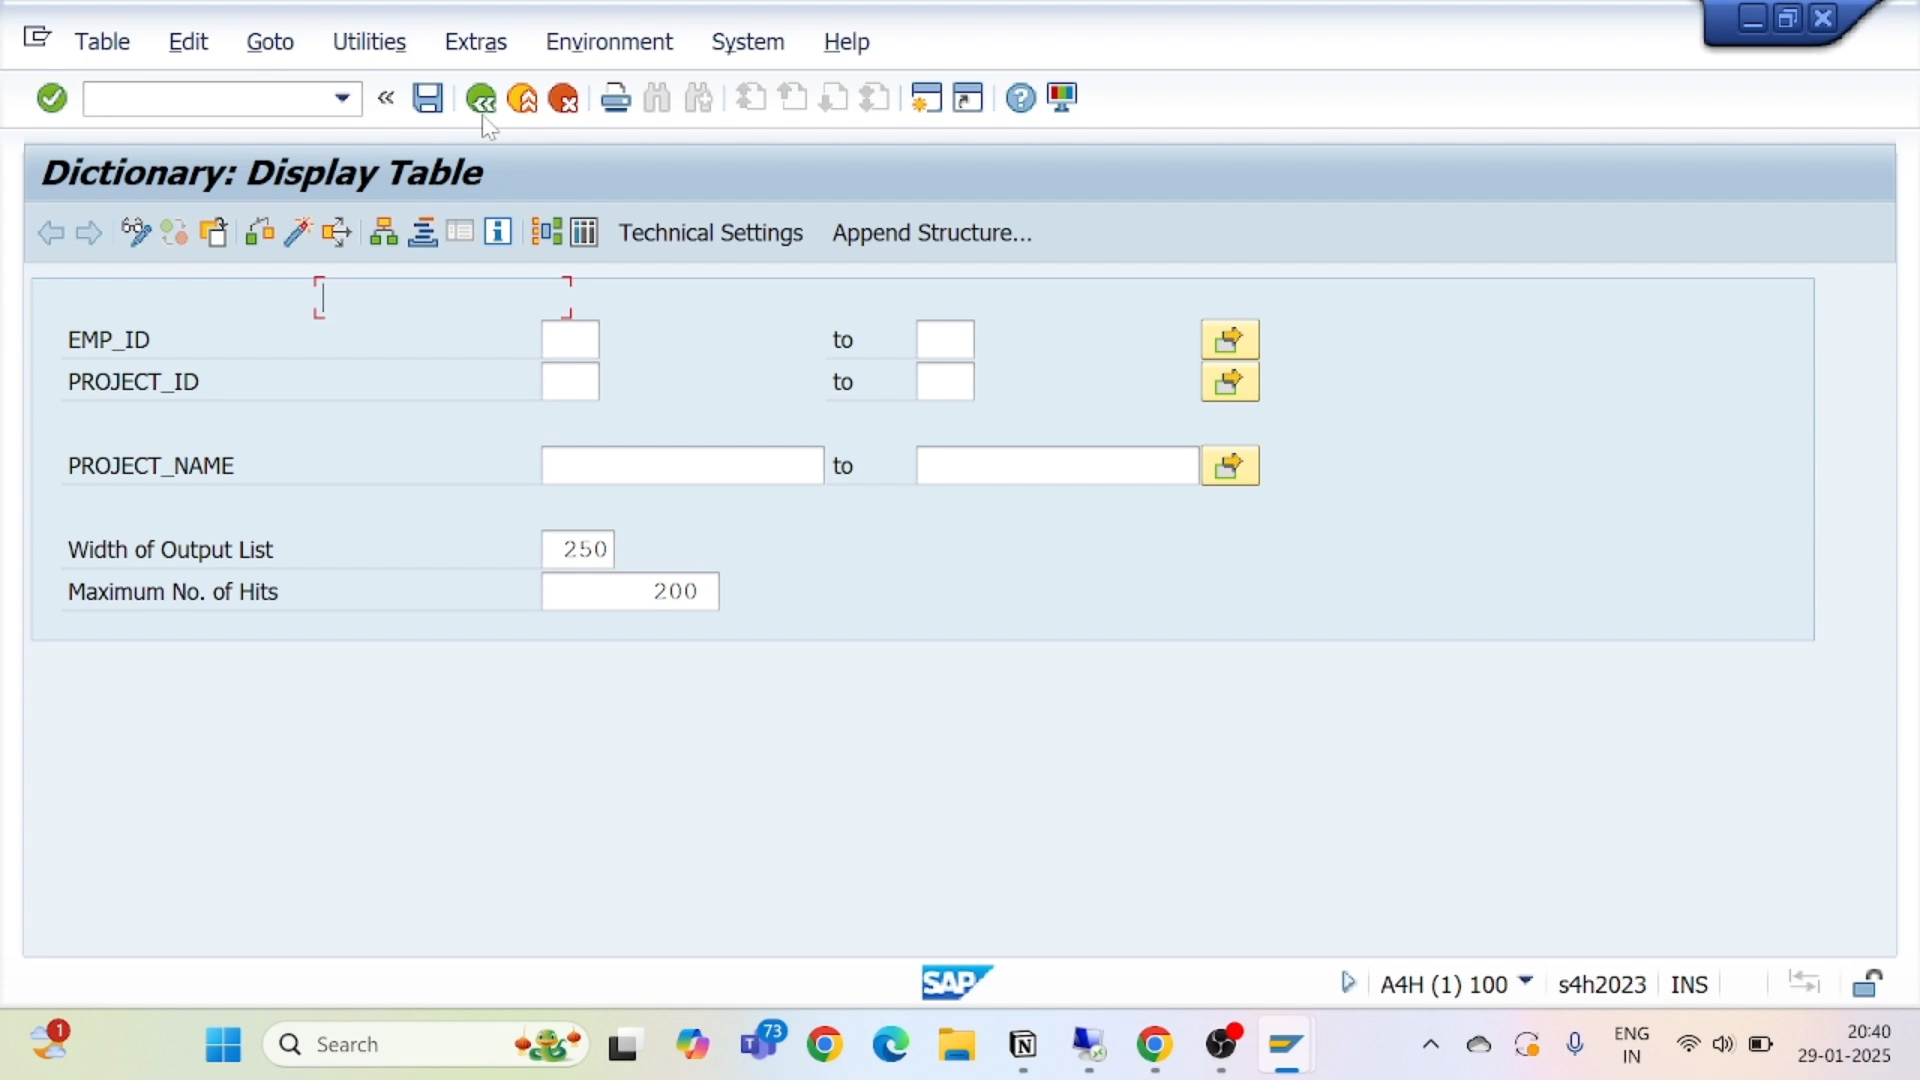 Table Edit Goto Utilities Extras Environment System Help
Dictionary: Display Table
Technical Settings Append Structure...
EMP_ID to
PROJECT_ID to
PROJECT_NAME to
Width of Output List 250
Maximum No. of Hits 200
SAP A4H (1) 100 s4h2023 INS
1 Search 73 ENG IN 20:40 29-01-2025